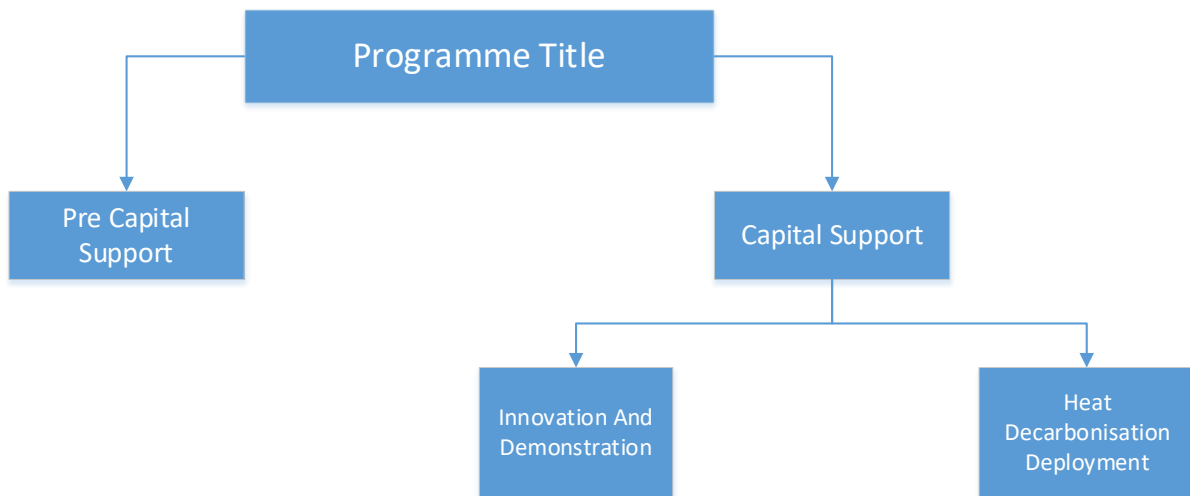 Programme Title
Pre Capital
Support
Capital Support
Innovation And
Demonstration
Heat
Decarbonisation
Deployment